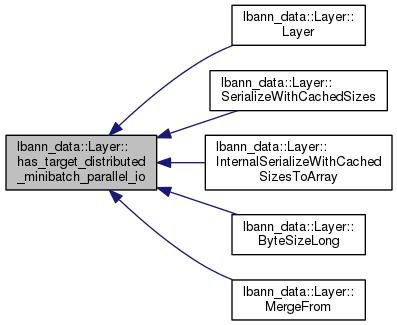 lbann_data::Layer::
Layer
lbann_data::Layer::
SerializeWithCachedSizes
lbann_data::Layer::
has_target_distributed
_minibatch_parallel_io
lbann_data::Layer::
InternalSerializeWithCached
SizesToArray
lbann_data::Layer::
ByteSizeLong
lbann_data::Layer::
MergeFrom